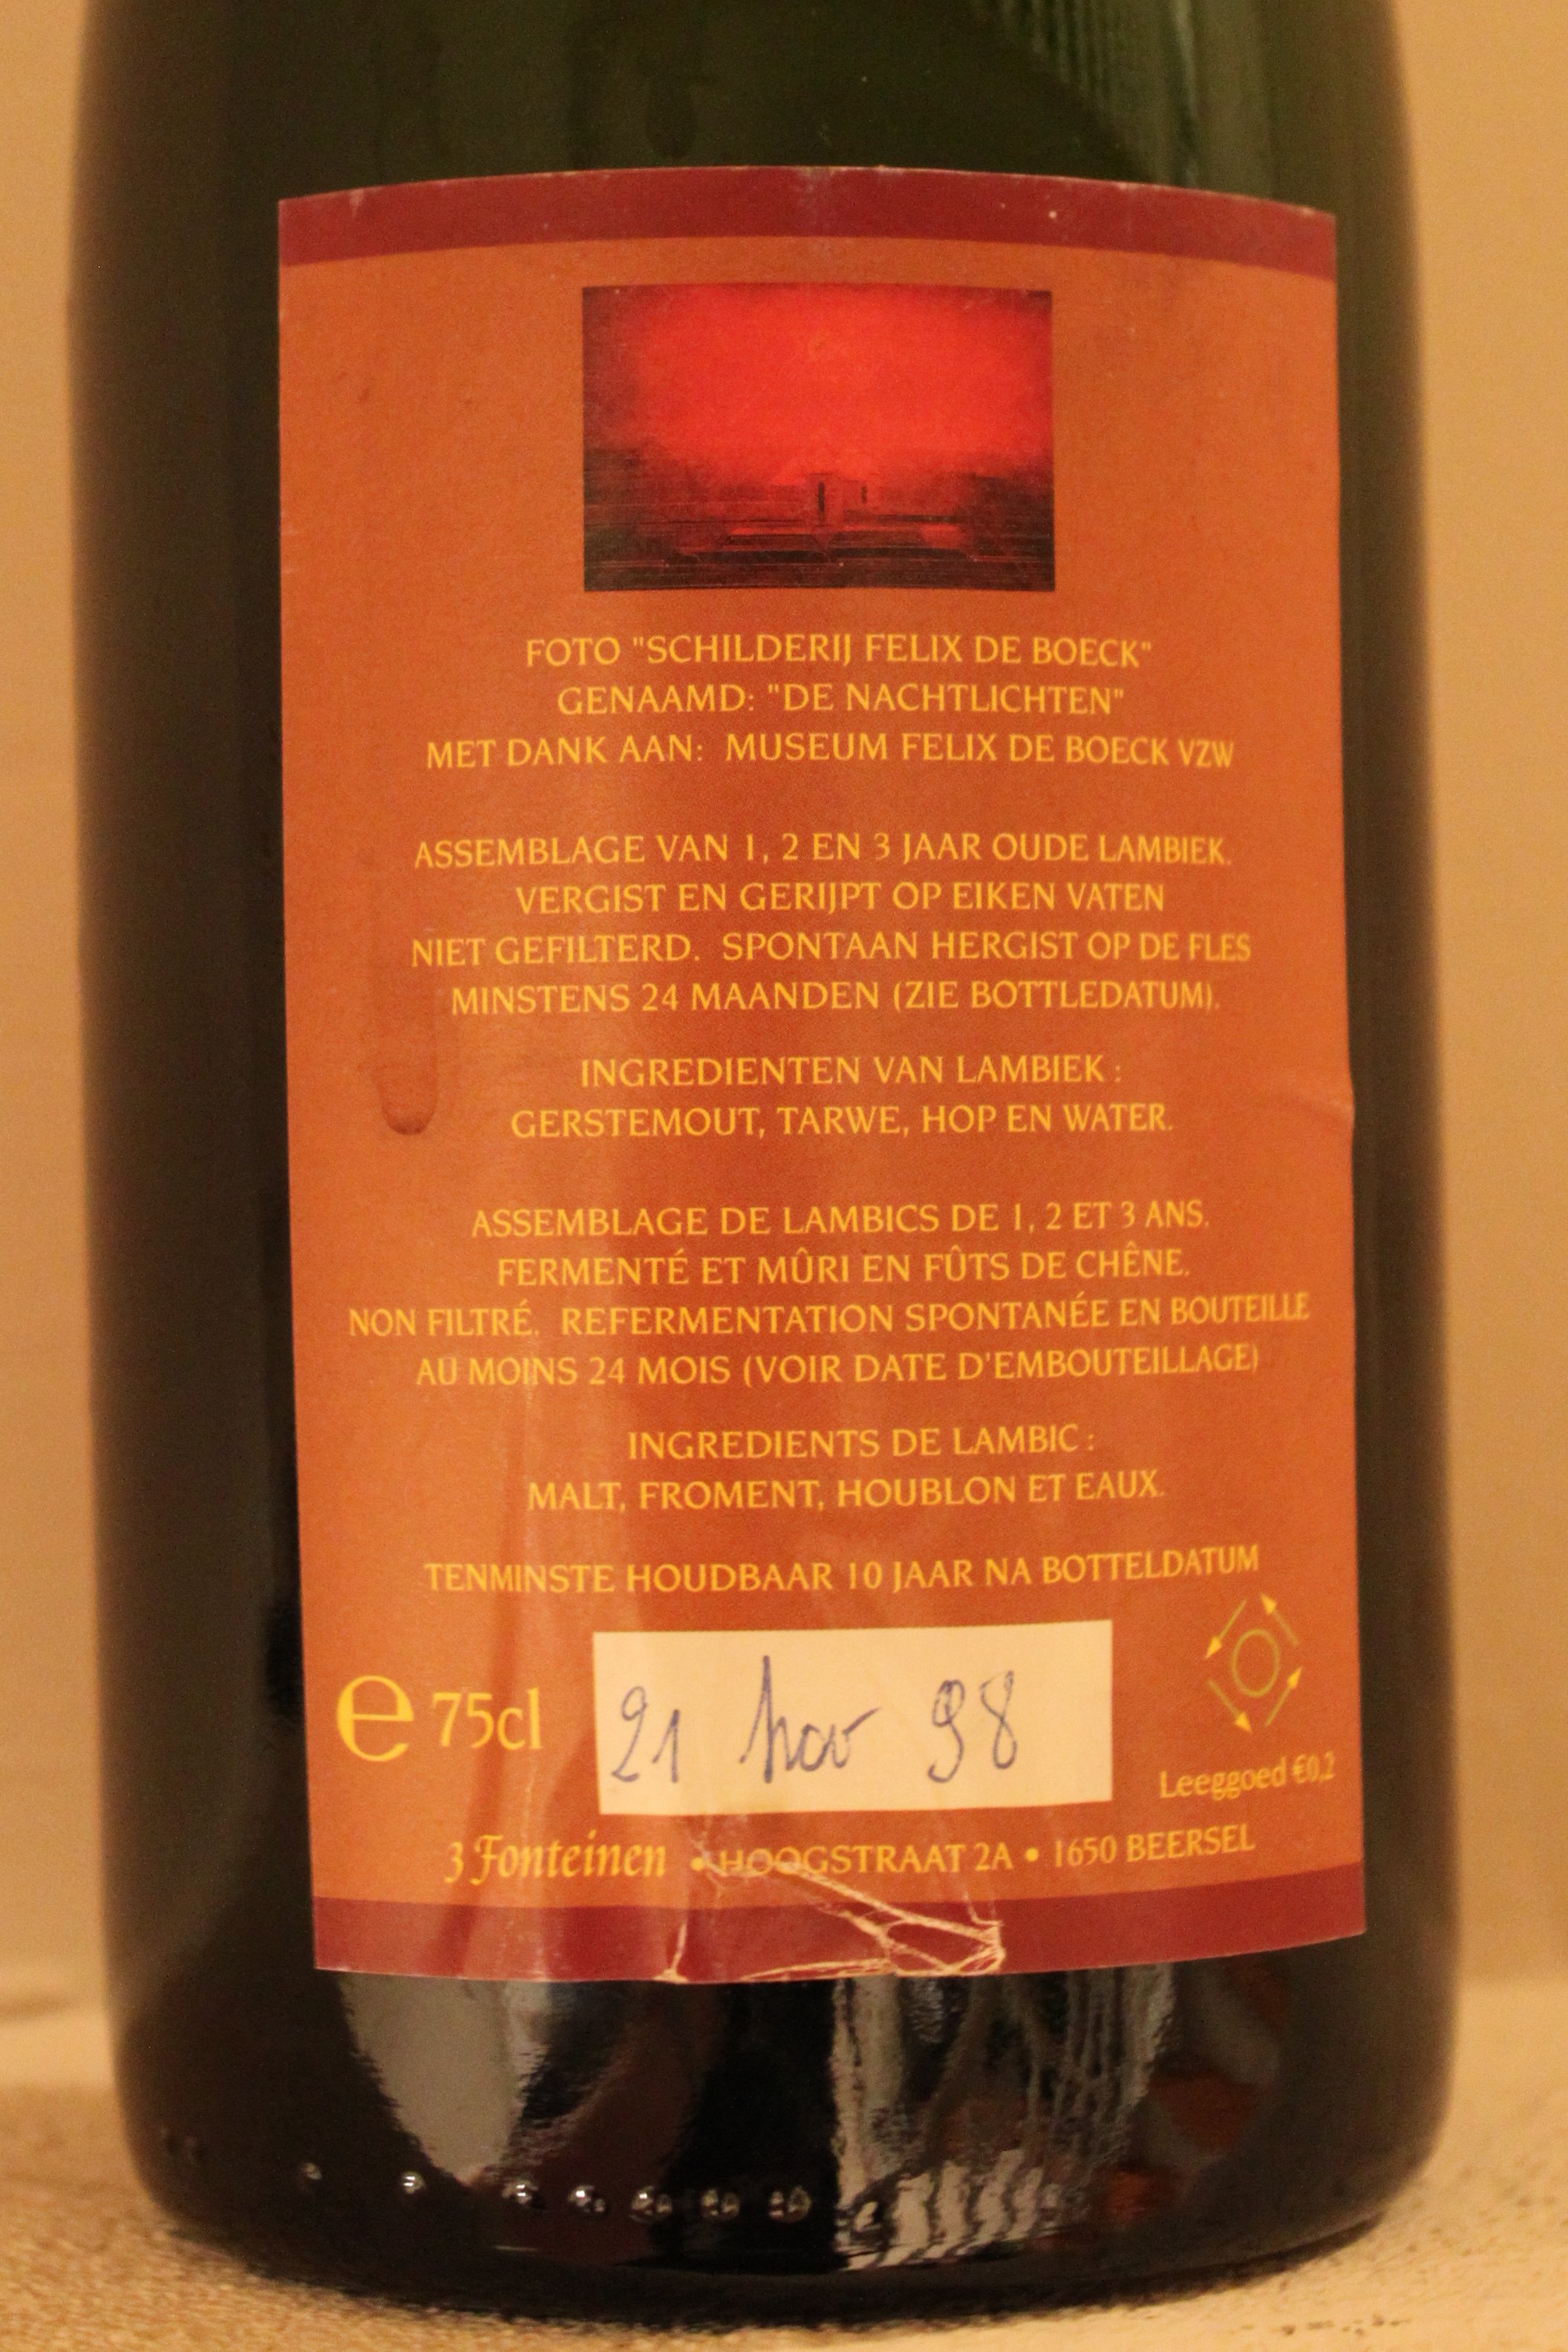 FOTO "SCHILDERIJ FELIX DE BOECK"
GENAAMD: "DE NACHTLICHTEN"
MET DANK AAN: MUSEUM FELIX DE BOECK VZW
ASSEMBLAGE VAN 1, 2 EN 3 JAAR OUDE LAMBIEK.
VERGIST EN GERIJPT OP EIKEN VATEN
NIET GEFILTERD. SPONTAAN HERGIST OP DE FLES
MINSTENS 24 MAANDEN (ZIE BOTTLEDATUM).
INGREDIENTEN VAN LAMBIEK :
GERSTEMOUT, TARWE, HOP EN WATER.
ASSEMBLAGE DE LAMBICS DE 1, 2 ET 3 ANS.
FERMENTÉ ET MÛRI EN FÛTS DE CHÊNE.
NON FILTRÉ. REFERMENTATION SPONTANÉE EN BOUTEILLE
AU MOINS 24 MOIS (VOIR DATE D'EMBOUTEILLAGE)
INGREDIENTS DE LAMBIC :
MALT, FROMENT, HOUBLON ET EAUX.
TENMINSTE HOUDBAAR 10 JAAR NA BOTTELDATUM
e 75cl
21 nov 98
Leeggoed €0,2
3 Fonteinen • HOOGSTRAAT 2A • 1650 BEERSEL